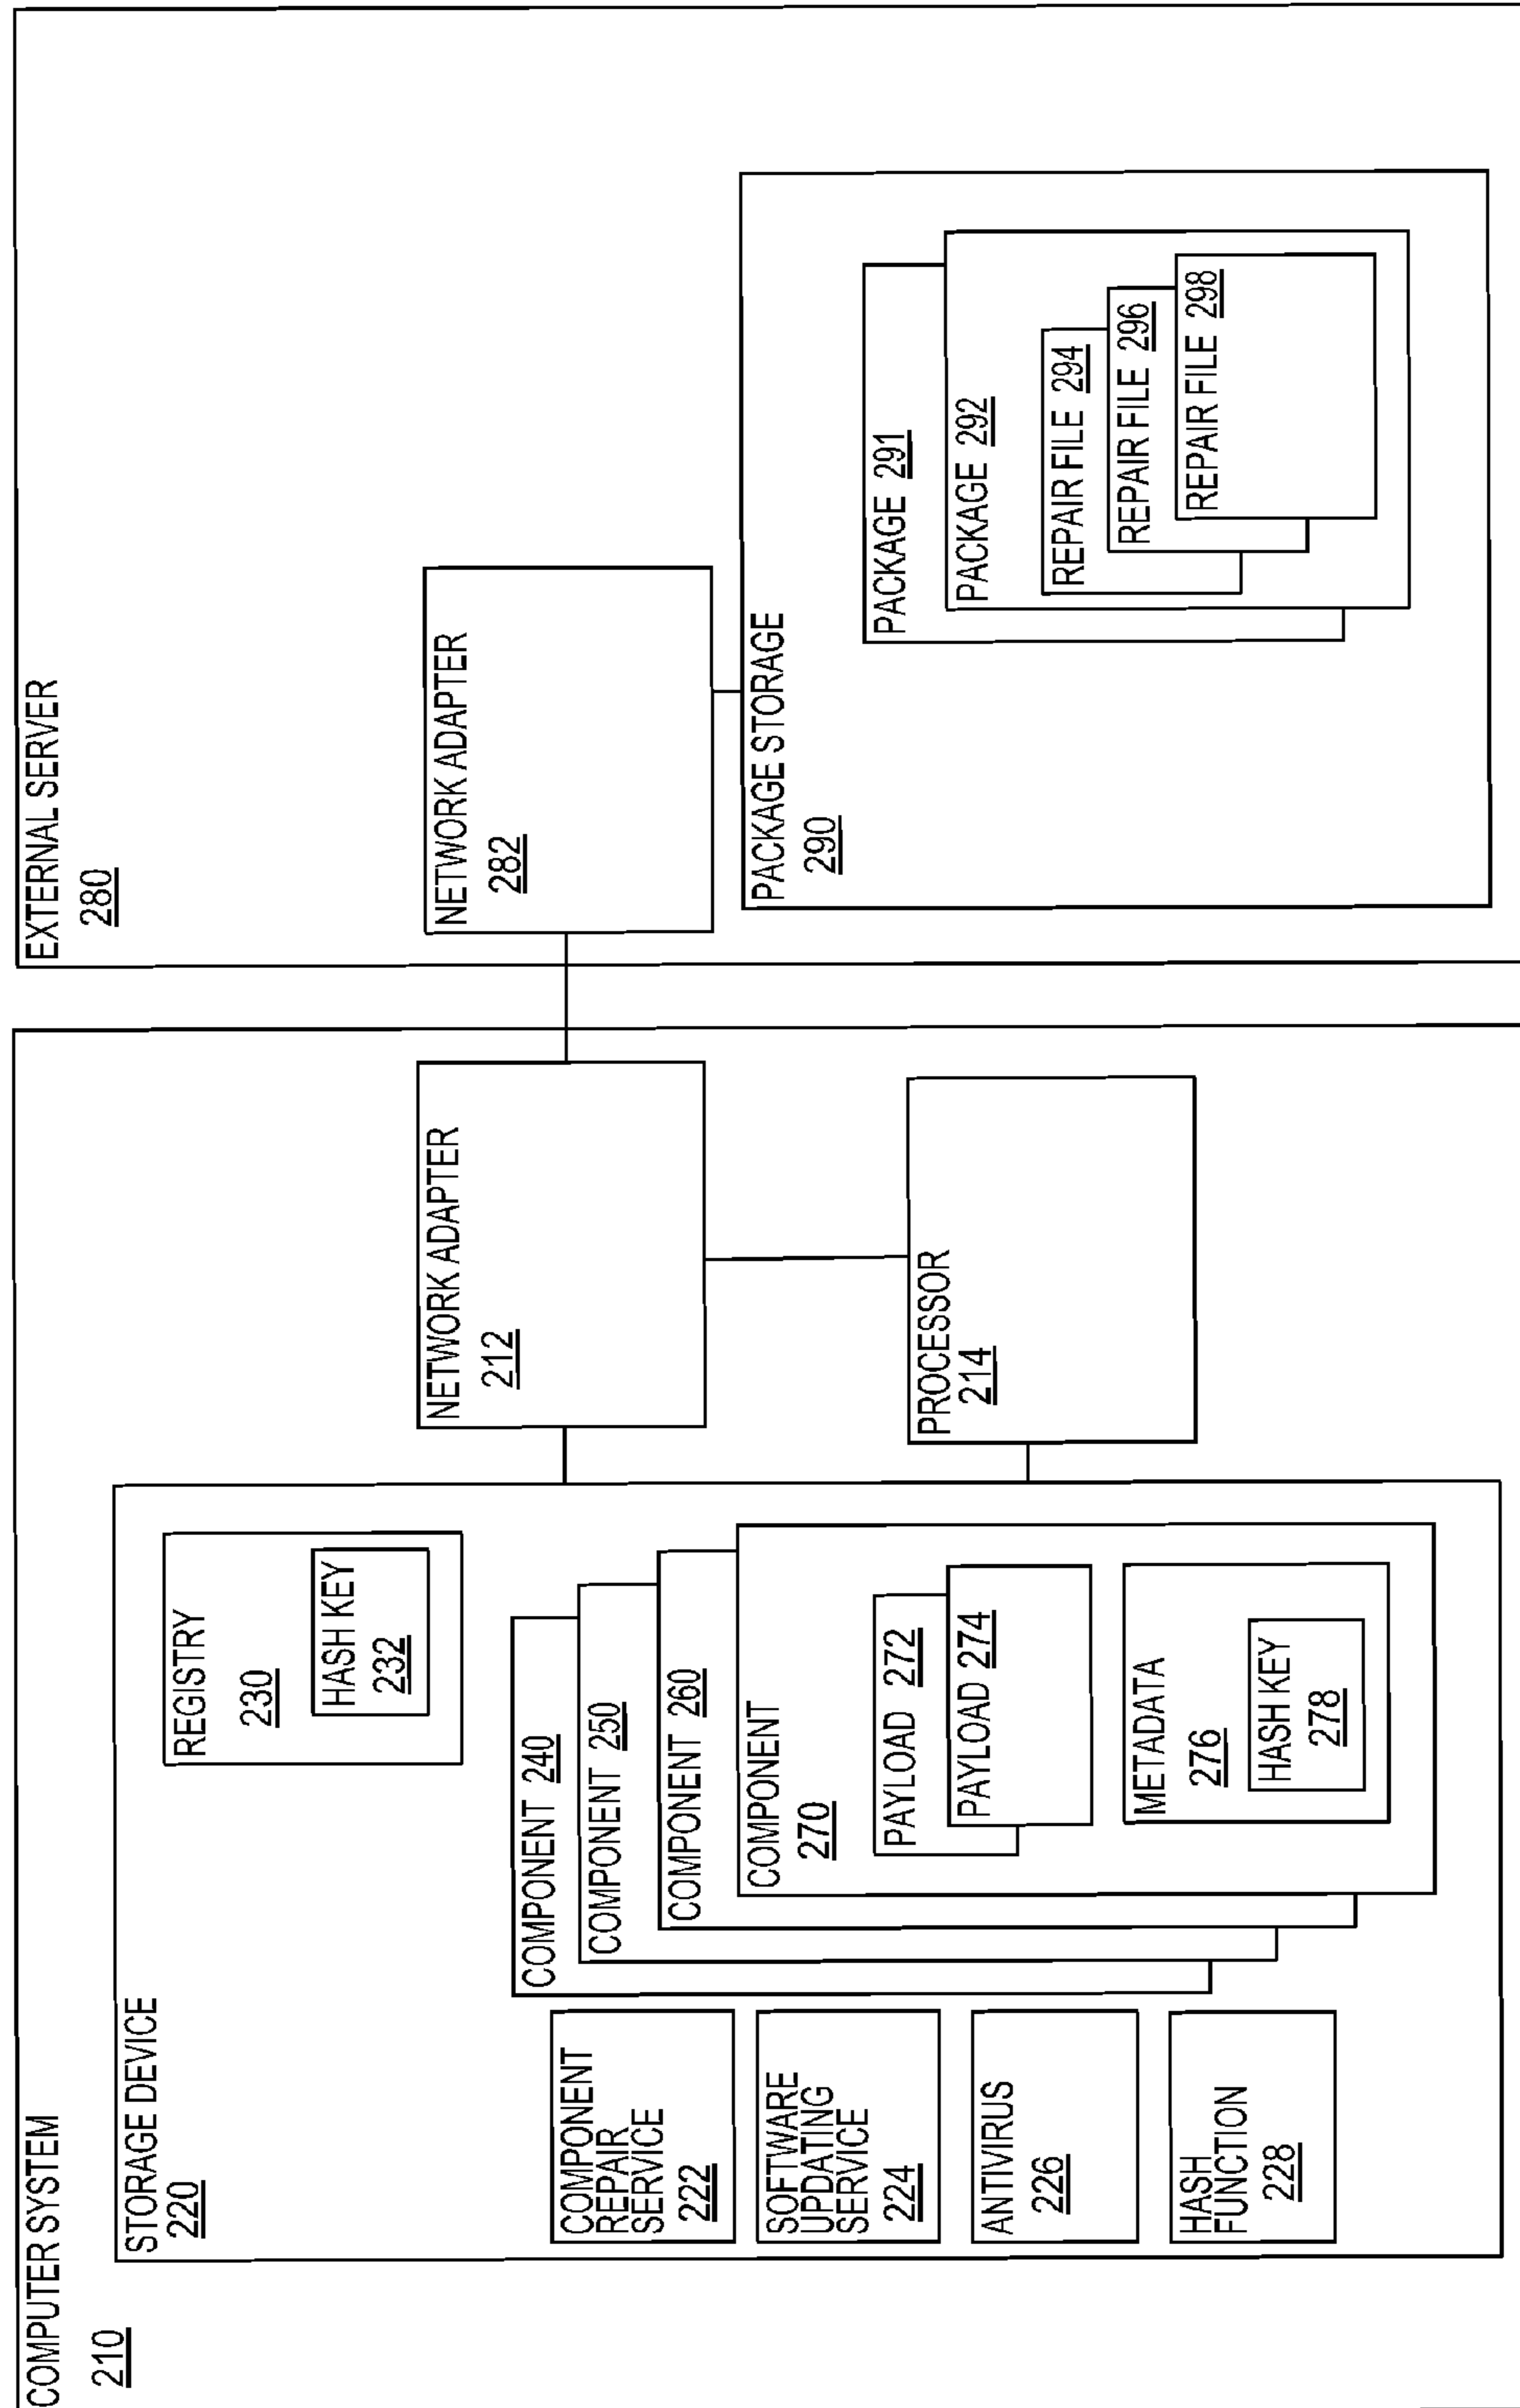 COMPUTER SYSTEM
210
STORAGE DEVICE
220
COMPONENT
REPAIR
SERVICE
222
SOFTWARE
UPDATING
SERVICE
224
ANTIVIRUS
226
HASH
FUNCTION
228
REGISTRY
230
HASH KEY
232
COMPONENT 240
COMPONENT 250
COMPONENT 260
COMPONENT
270
PAYLOAD 272
PAYLOAD 274
METADATA
276
HASH KEY
278
NETWORK ADAPTER
212
PROCESSOR
214
EXTERNAL SERVER
280
NETWORK ADAPTER
282
PACKAGE STORAGE
290
PACKAGE 291
PACKAGE 292
REPAIR FILE 294
REPAIR FILE 296
REPAIR FILE 298